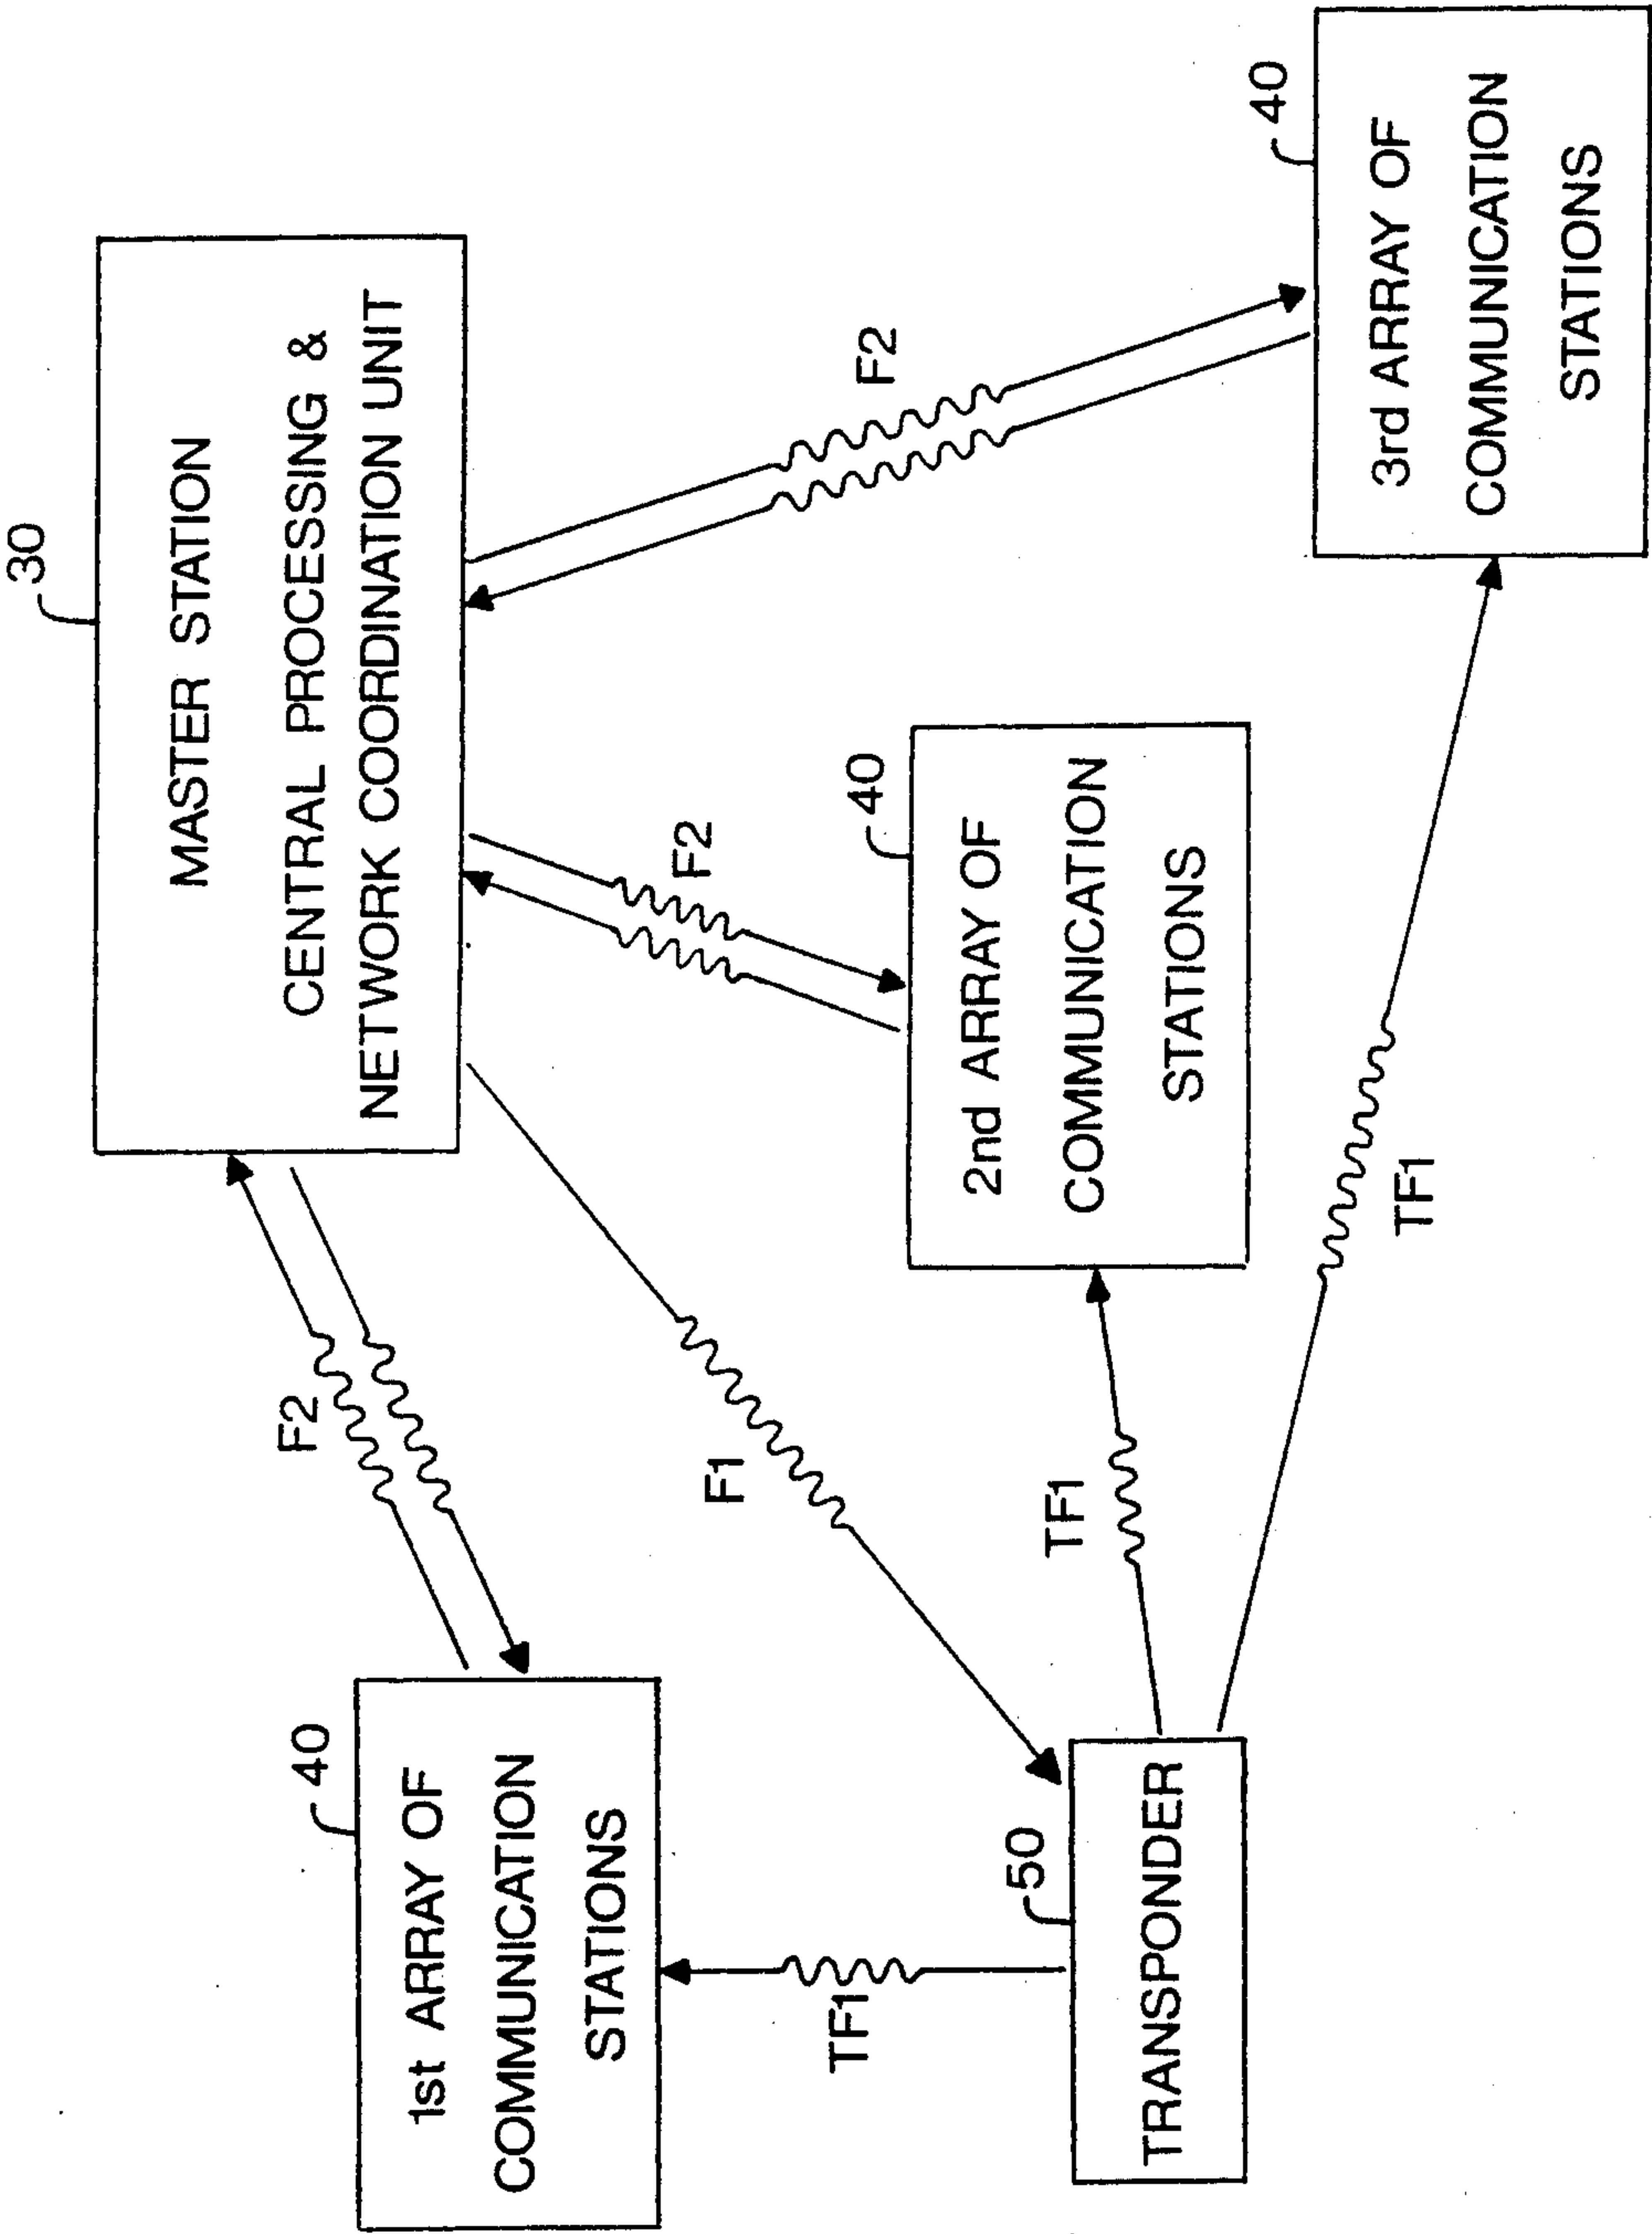 30
MASTER STATION
CENTRAL PROCESSING &
NETWORK COORDINATION UNIT
F2
F2
F2
F1
40
1st ARRAY OF
COMMUNICATION
STATIONS
40
2nd ARRAY OF
COMMUNICATION
STATIONS
40
3rd ARRAY OF
COMMUNICATION
STATIONS
TF1
TF1
TF1
50
TRANSPONDER